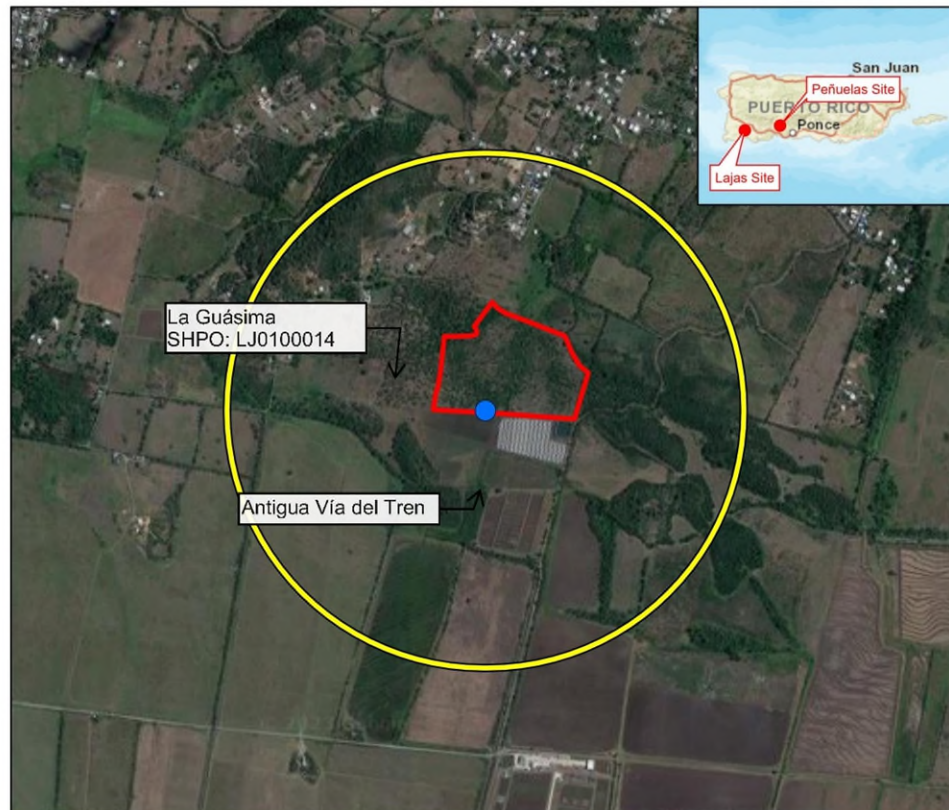 San Juan
Peñuelas Site
PUERTO RICO
Ponce
Lajas Site
La Guásima
SHPO: LJ0100014
Antigua Vía del Tren